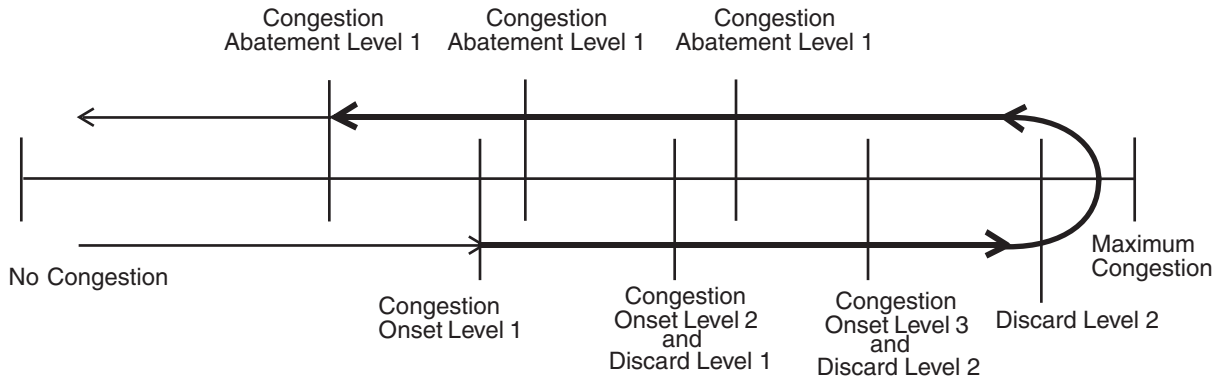 Congestion
Abatement Level 1
Congestion
Abatement Level 1
Congestion
Abatement Level 1
No Congestion
Maximum
Congestion
Congestion
Onset Level 1
Congestion
Onset Level 2
and
Discard Level 1
Congestion
Onset Level 3
and
Discard Level 2
Discard Level 2